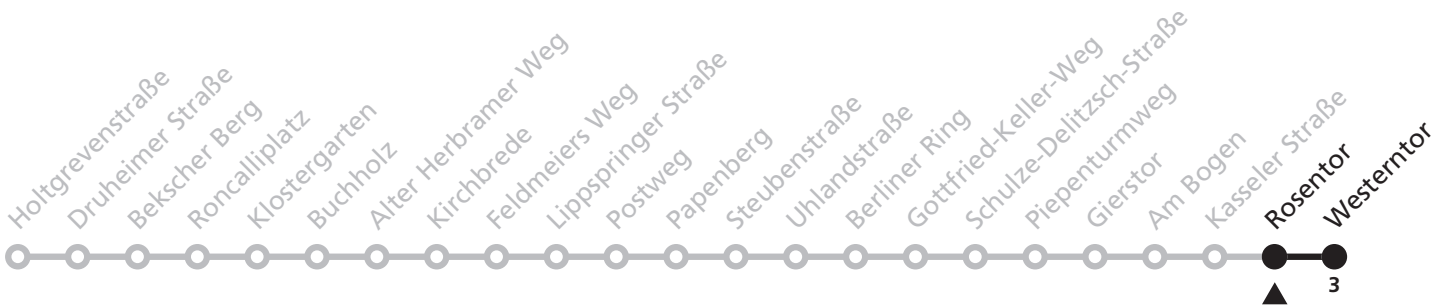 Holtgrevenstraße
Druheimer Straße
Bekscher Berg
Roncalliplatz
Klostergarten
Buchholz
Alter Herbramer Weg
Kirchbrede
Feldmeiers Weg
Lippspringer Straße
Postweg
Papenberg
Steubenstraße
Uhlandstraße
Berliner Ring
Gottfried-Keller-Weg
Schulze-Delitzsch-Straße
Piepenturmweg
Gierstor
Am Bogen
Kasseler Straße
Rosentor
Westerntor
3